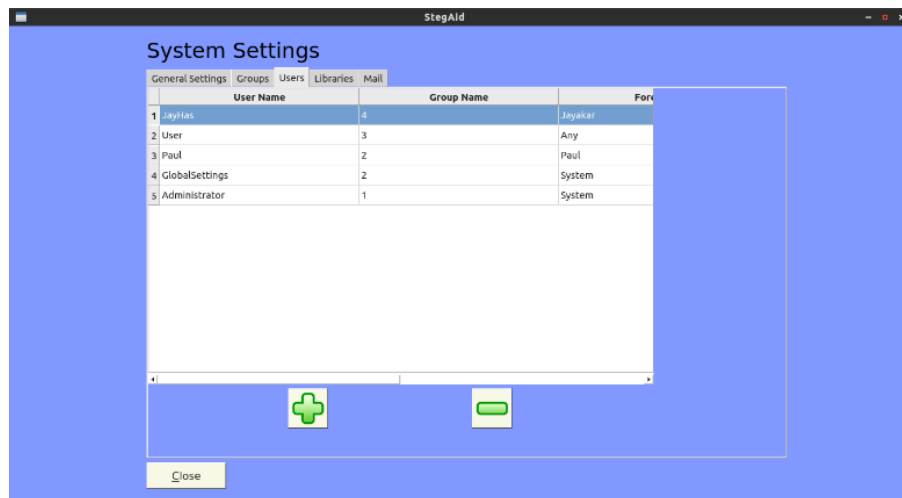 StegAid
System Settings
General Settings Groups Users Libraries Mail
User Name Group Name Fore
1 JayHas 4 Jayakar
2 User 3 Any
3 Paul 2 Paul
4 GlobalSettings 2 System
5 Administrator 1 System
Close